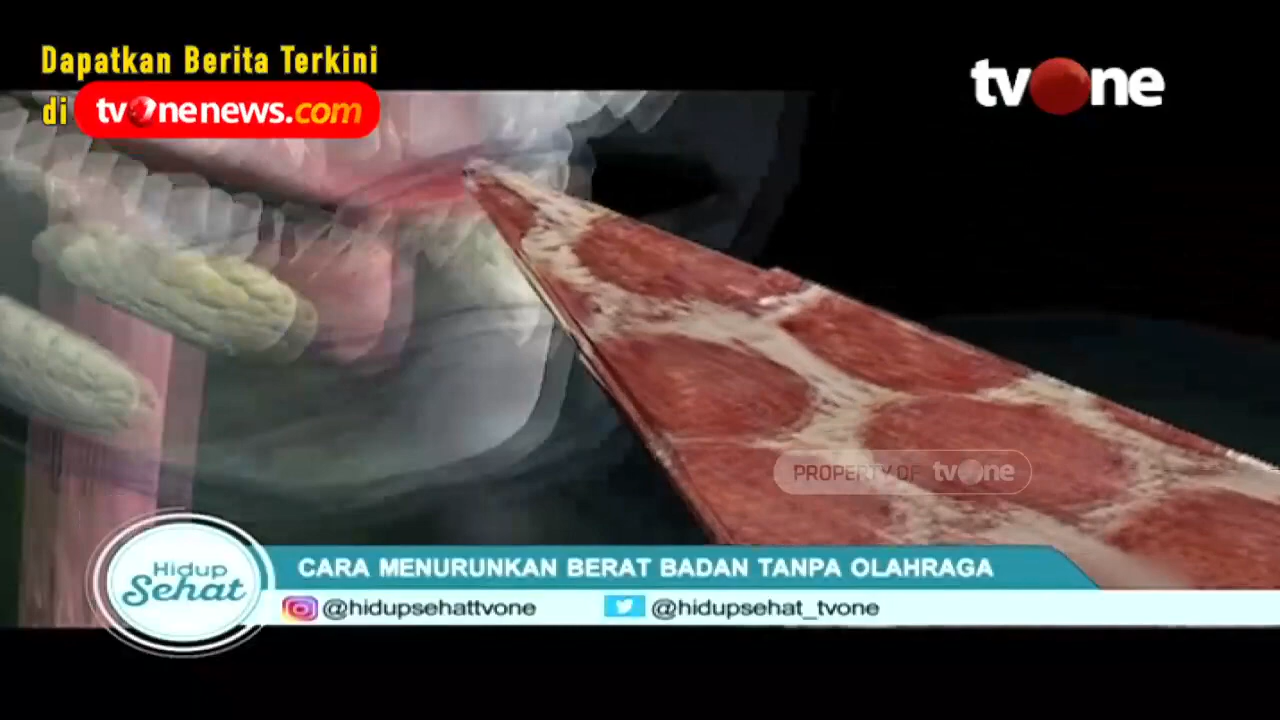 Dapatkan Berita Terkini
di tvonenews.com
tvone
PROPERTY OF tvone
Hidup
Sehat
CARA MENURUNKAN BERAT BADAN TANPA OLAHRAGA
@hidupsehattvone @hidupsehat_tvone